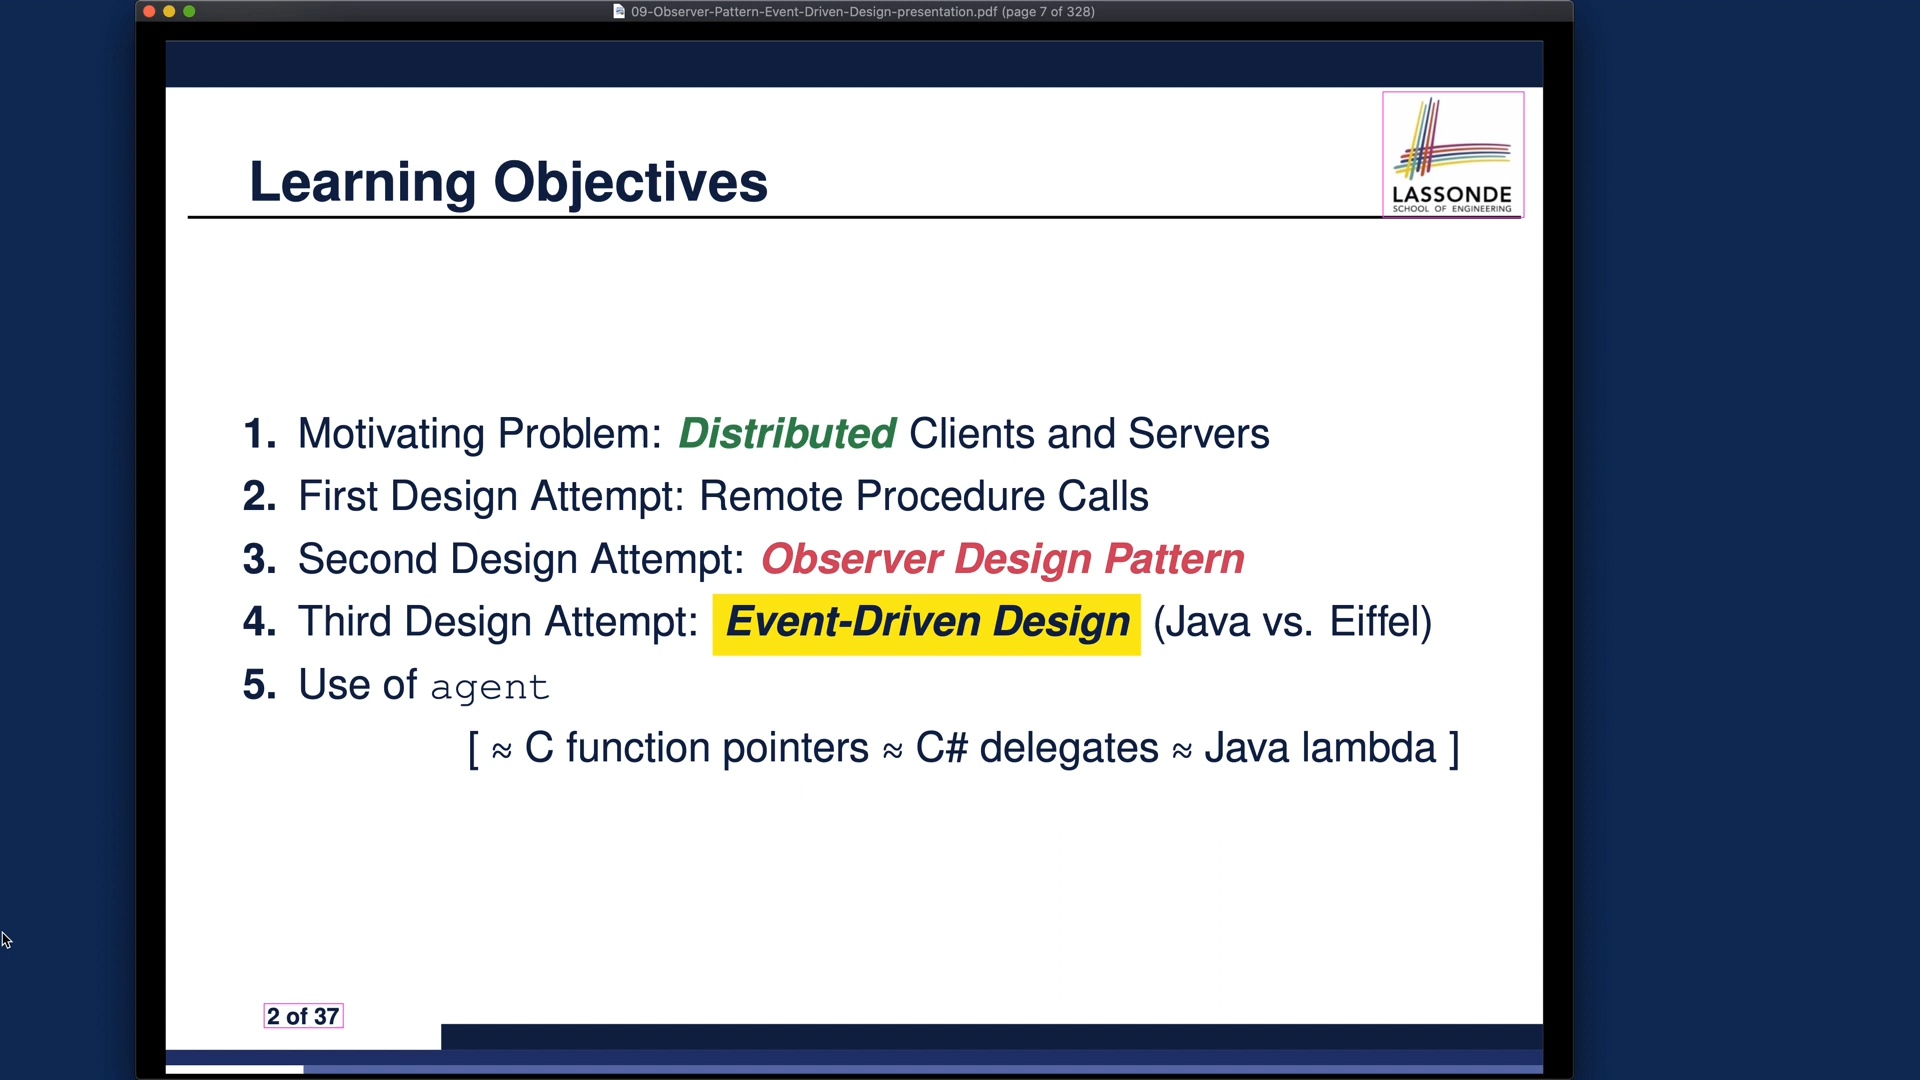 09-Observer-Pattern-Event-Driven-Design-presentation.pdf (page 7 of 328)
LASSONDE
SCHOOL OF ENGINEERING
Learning Objectives
1. Motivating Problem: Distributed Clients and Servers
2. First Design Attempt: Remote Procedure Calls
3. Second Design Attempt: Observer Design Pattern
4. Third Design Attempt: Event-Driven Design (Java vs. Eiffel)
5. Use of agent
[ ≈ C function pointers ≈ C# delegates ≈ Java lambda ]
2 of 37